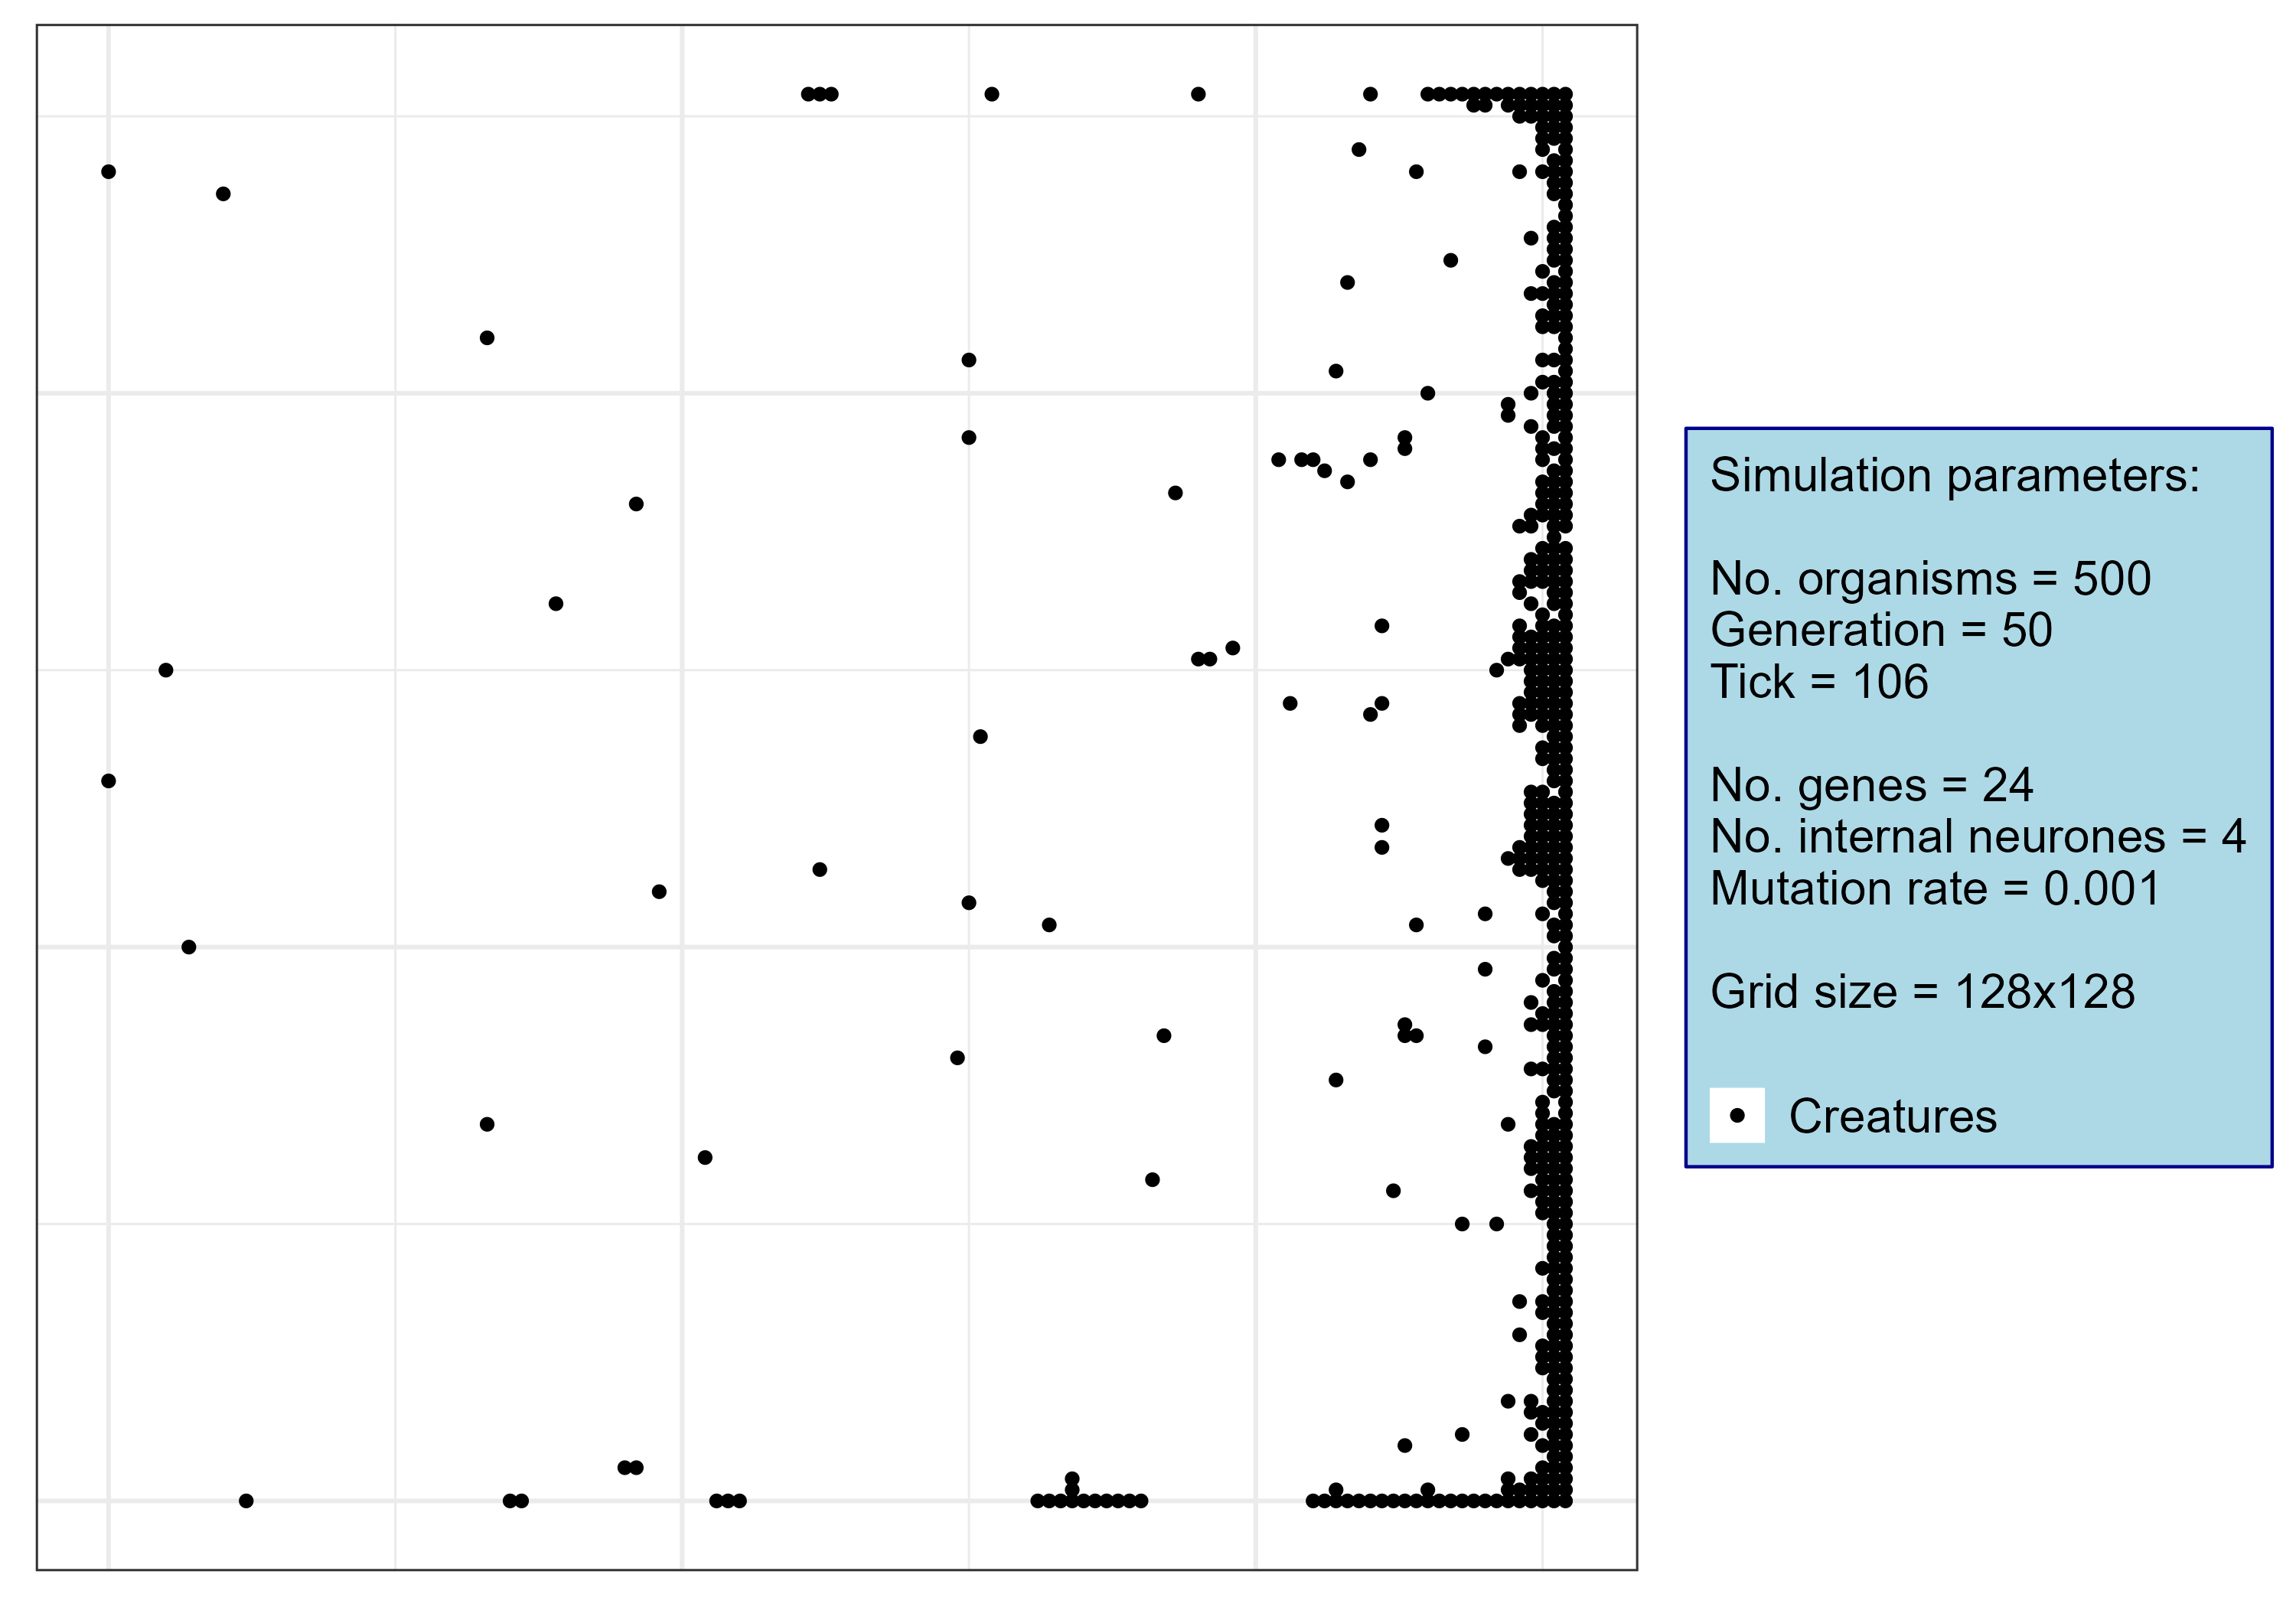 Simulation parameters:
No. organisms = 500
Generation = 50
Tick = 106
No. genes = 24
No. internal neurones = 4
Mutation rate = 0.001
Grid size = 128x128
Creatures